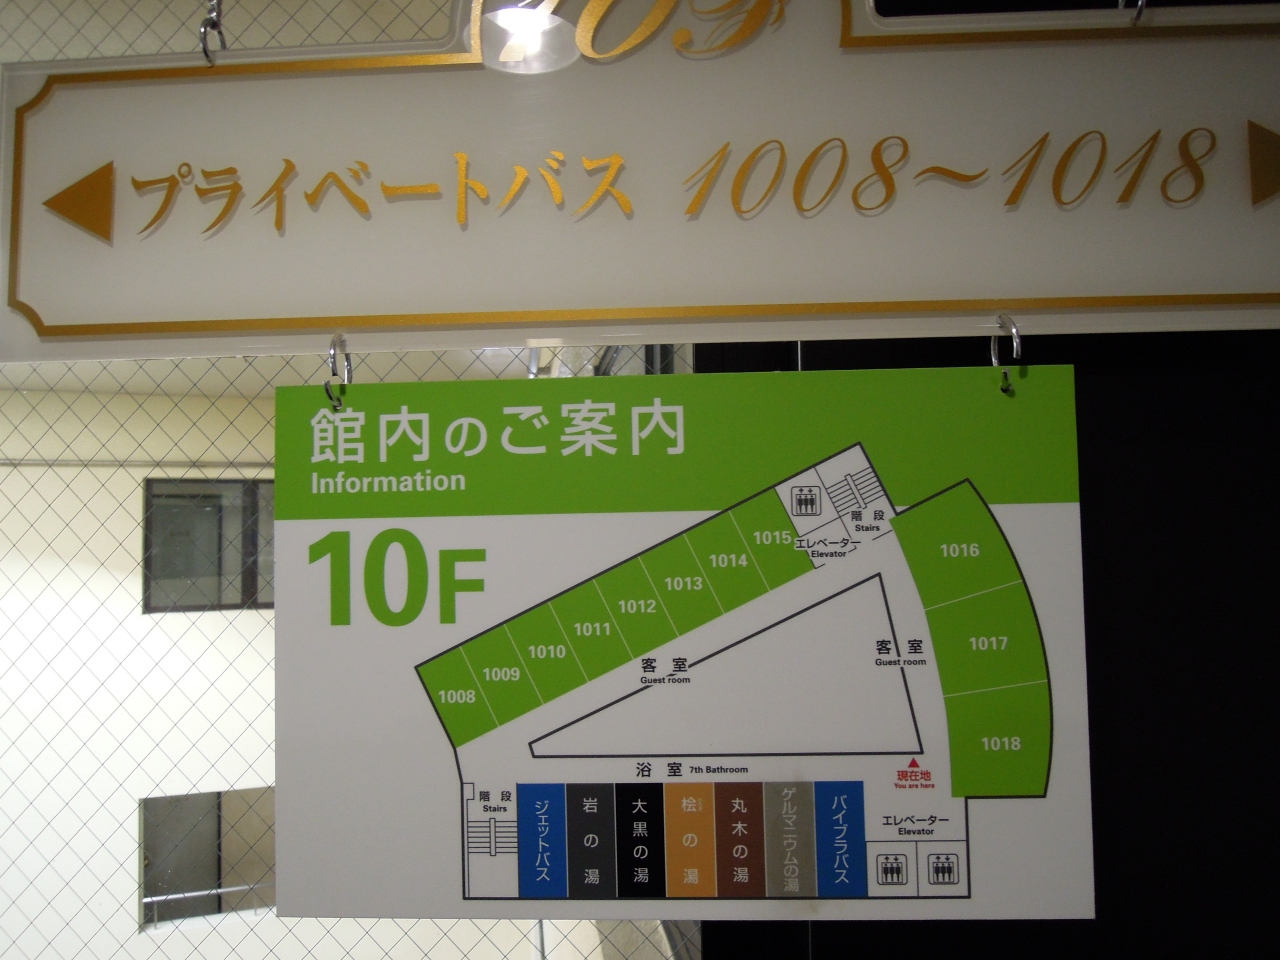 10F
プライベートバス 1008～1018
館内のご案内
Information
10F
1008
1009
1010
1011
1012
1013
1014
1015
エレベーター
Elevator
階段
Stairs
1016
1017
1018
客室
Guest room
客室
Guest room
浴室 7th Bathroom
現在地
You are here
階段
Stairs
ジェットバス
岩の湯
大黒の湯
桧の湯
丸木の湯
ゲルマニウムの湯
バイブラバス
エレベーター
Elevator